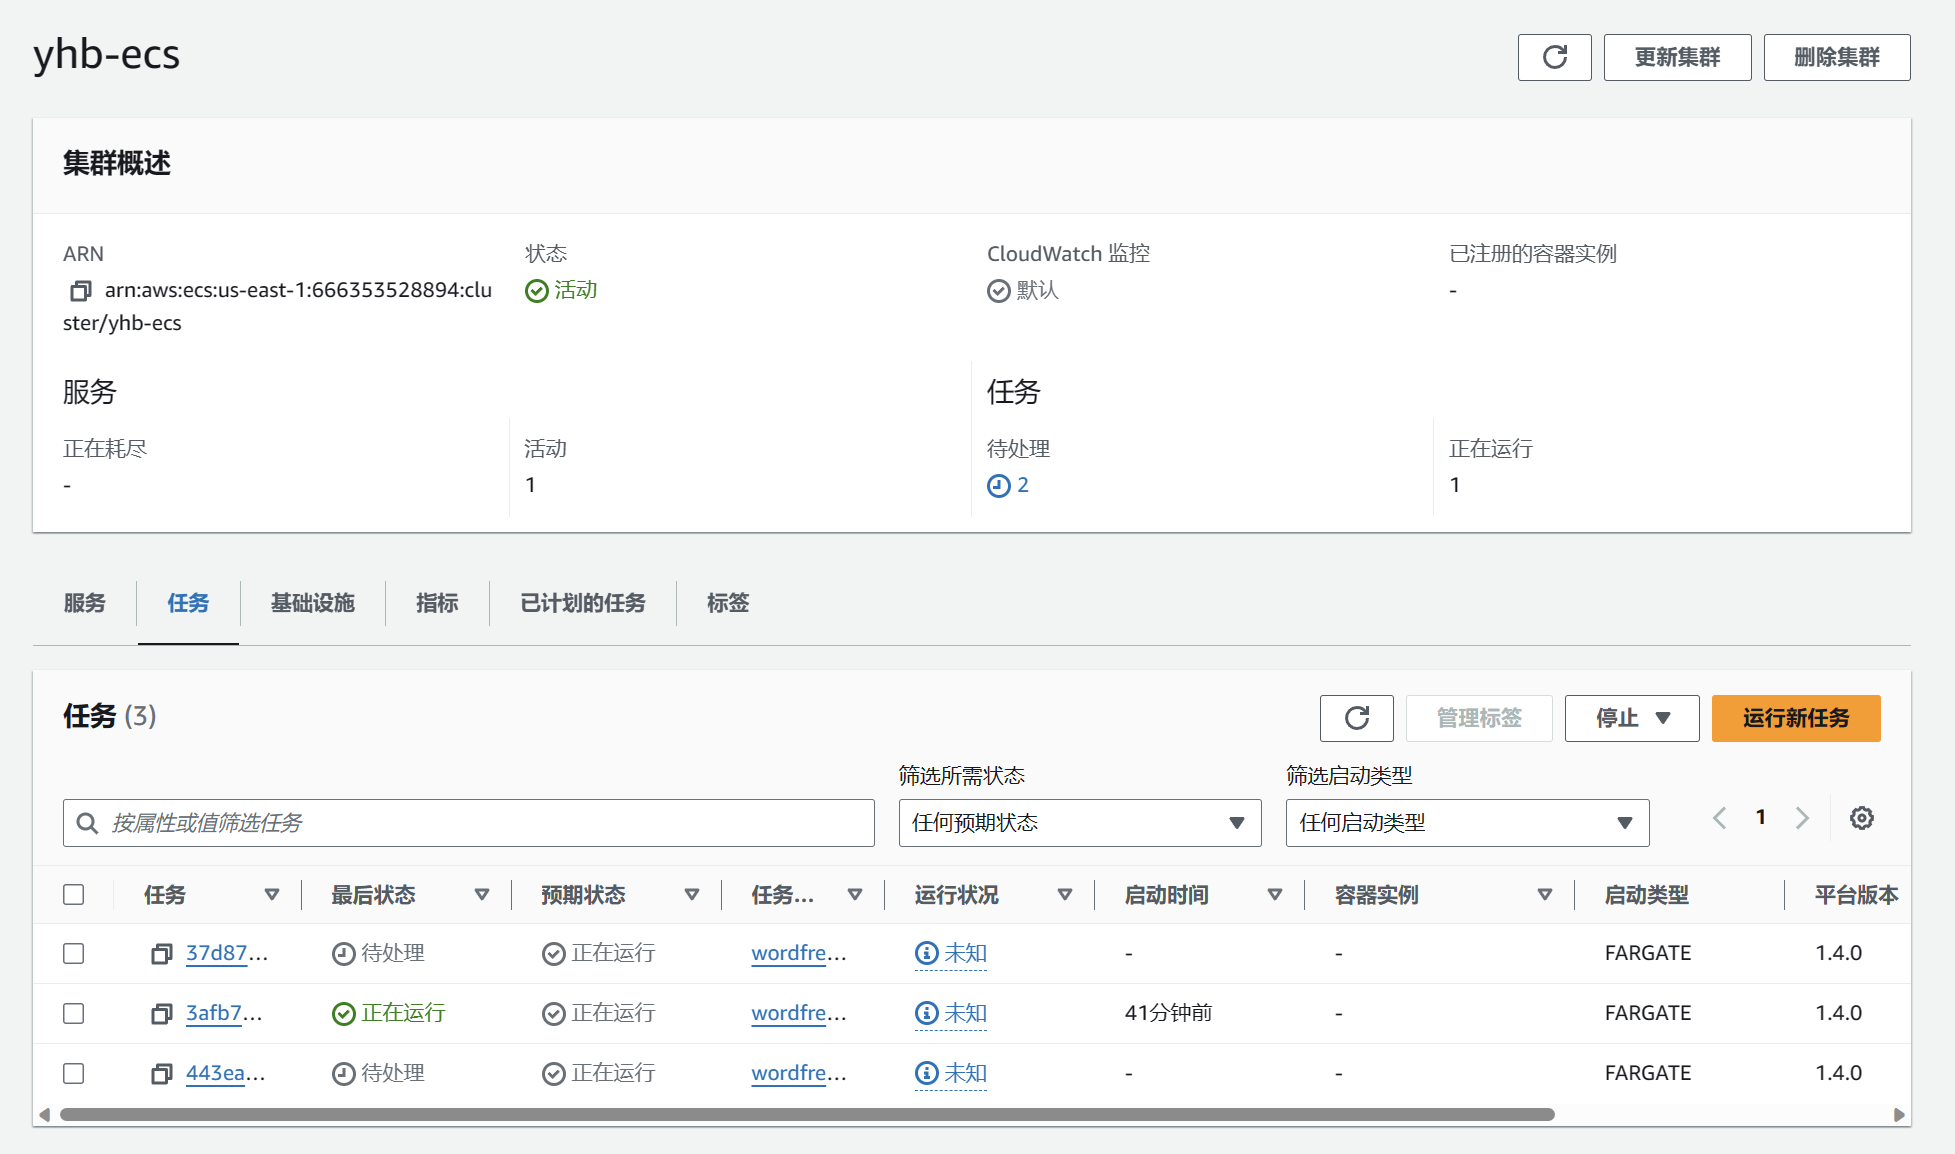 yhb-ecs
更新集群
删除集群
集群概述
ARN
arn:aws:ecs:us-east-1:666353528894:clu
ster/yhb-ecs
状态
活动
CloudWatch 监控
默认
已注册的容器实例
-
服务
任务
正在耗尽
-
活动
1
待处理
2
正在运行
1
服务 任务 基础设施 指标 已计划的任务 标签
任务 (3)
管理标签
停止
运行新任务
筛选所需状态
筛选启动类型
按属性或值筛选任务
任何预期状态
任何启动类型
1
任务 最后状态 预期状态 任务... 运行状况 启动时间 容器实例 启动类型 平台版本
37d87... 待处理 正在运行 wordfre... 未知 - - FARGATE 1.4.0
3afb7... 正在运行 正在运行 wordfre... 未知 41分钟前 - FARGATE 1.4.0
443ea... 待处理 正在运行 wordfre... 未知 - - FARGATE 1.4.0